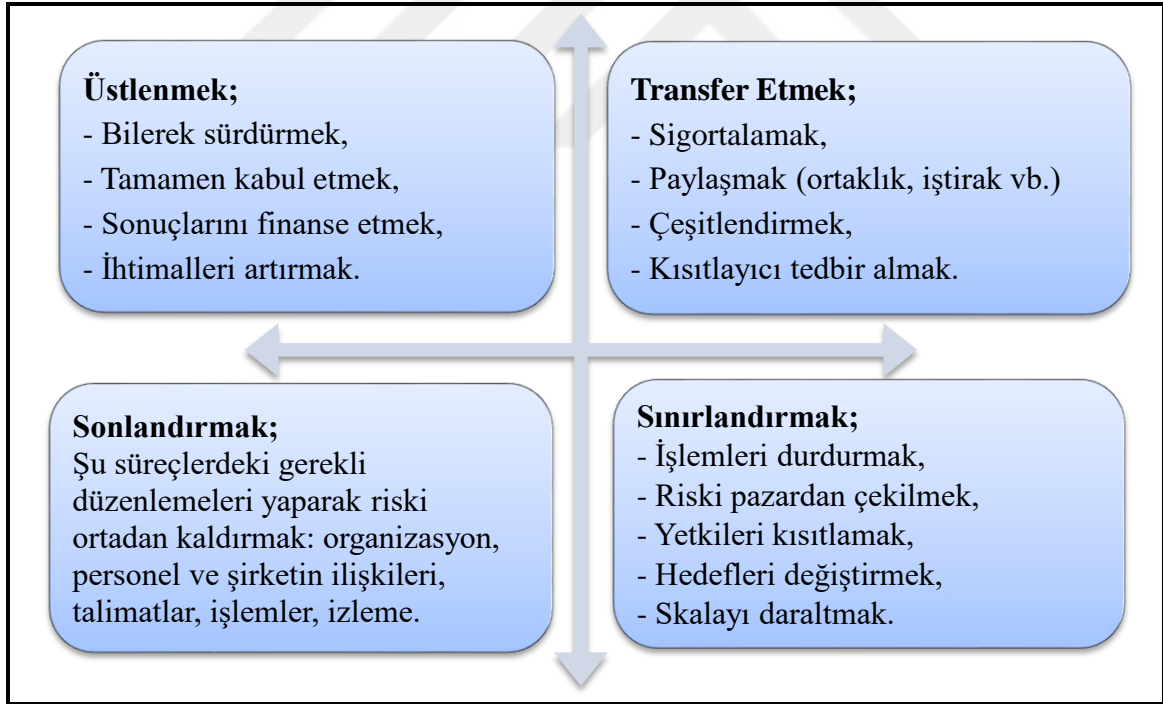 Üstlenmek;
- Bilerek sürdürmek,
- Tamamen kabul etmek,
- Sonuçlarını finanse etmek,
- İhtimalleri artırmak.
Transfer Etmek;
- Sigortalamak,
- Paylaşmak (ortaklık, iştirak vb.)
- Çeşitlendirmek,
- Kısıtlayıcı tedbir almak.
Sonlandırmak;
Şu süreçlerdeki gerekli
düzenlemeleri yaparak riski
ortadan kaldırmak: organizasyon,
personel ve şirketin ilişkileri,
talimatlar, işlemler, izleme.
Sınırlandırmak;
- İşlemleri durdurmak,
- Riski pazardan çekilmek,
- Yetkileri kısıtlamak,
- Hedefleri değiştirmek,
- Skalayı daraltmak.